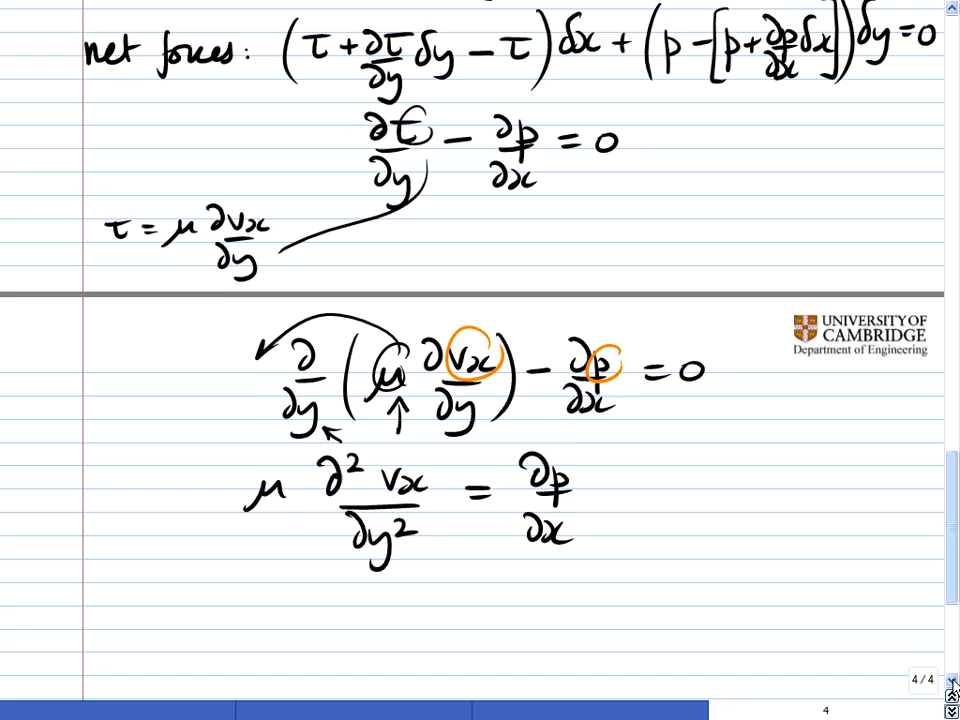 net forces: (τ + ∂τ/∂y δy − τ) δx + (p − [p + ∂p/∂x δx]) δy = 0
∂τ/∂y − ∂p/∂x = 0
τ = μ ∂vx/∂y
UNIVERSITY OF
CAMBRIDGE
Department of Engineering
∂/∂y (μ ∂vx/∂y) − ∂p/∂x = 0
μ ∂²vx/∂y² = ∂p/∂x
4 / 4
4